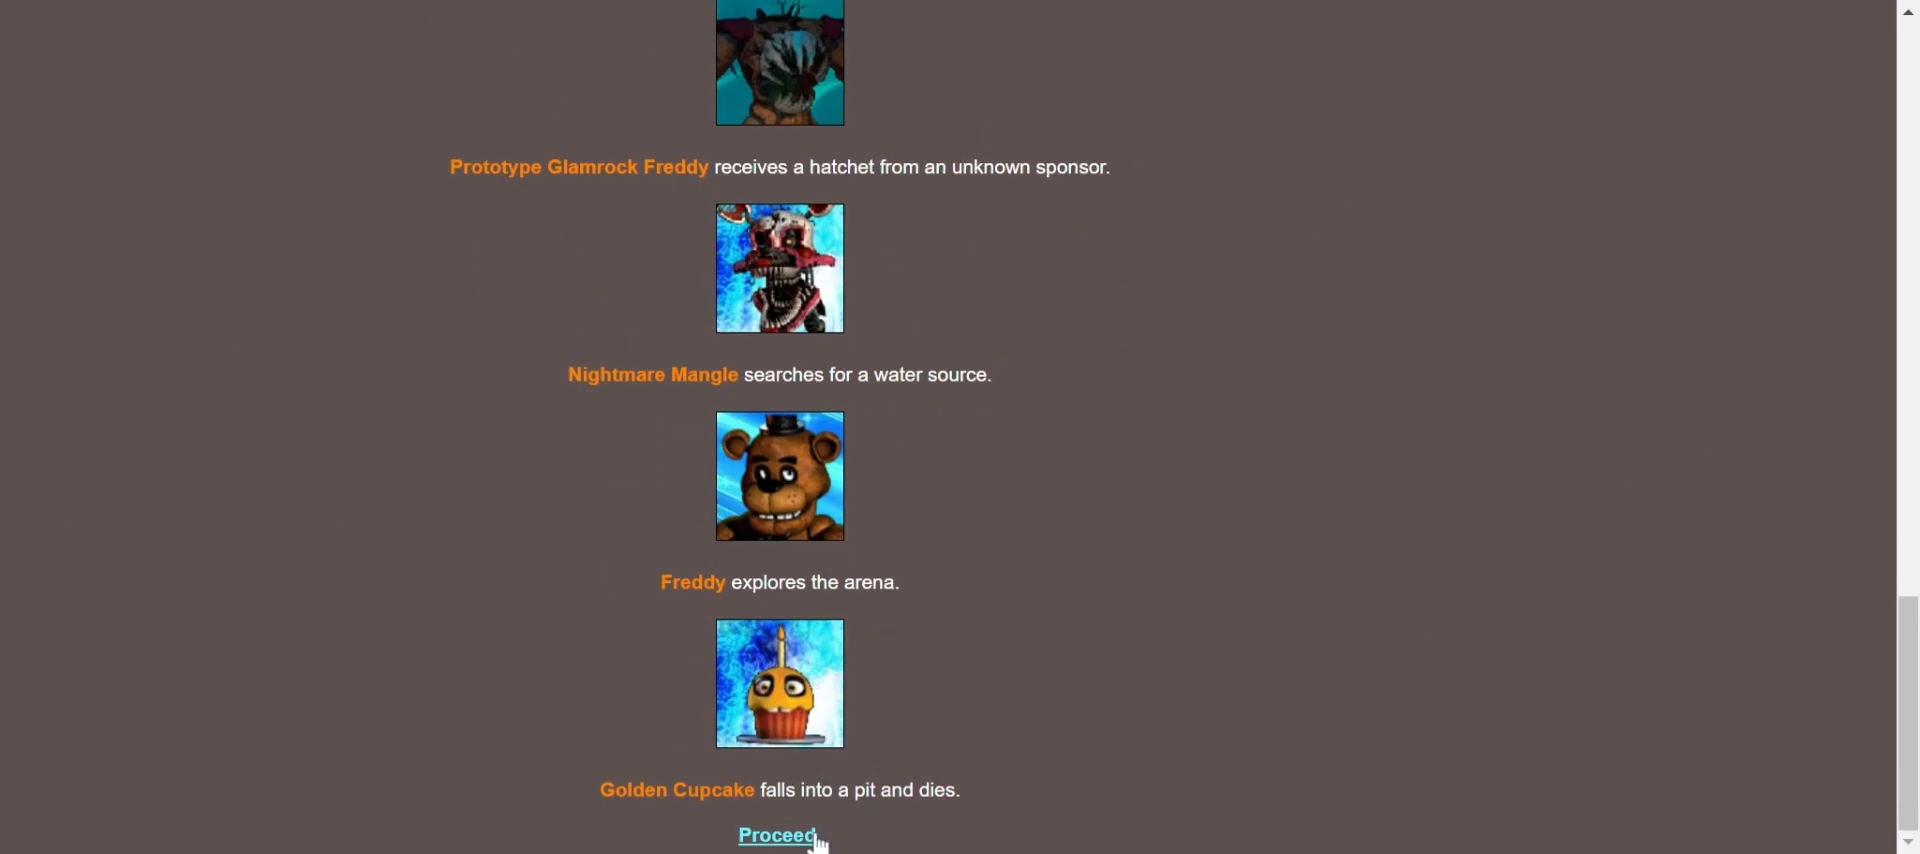 Prototype Glamrock Freddy receives a hatchet from an unknown sponsor.
Nightmare Mangle searches for a water source.
Freddy explores the arena.
Golden Cupcake falls into a pit and dies.
Proceed